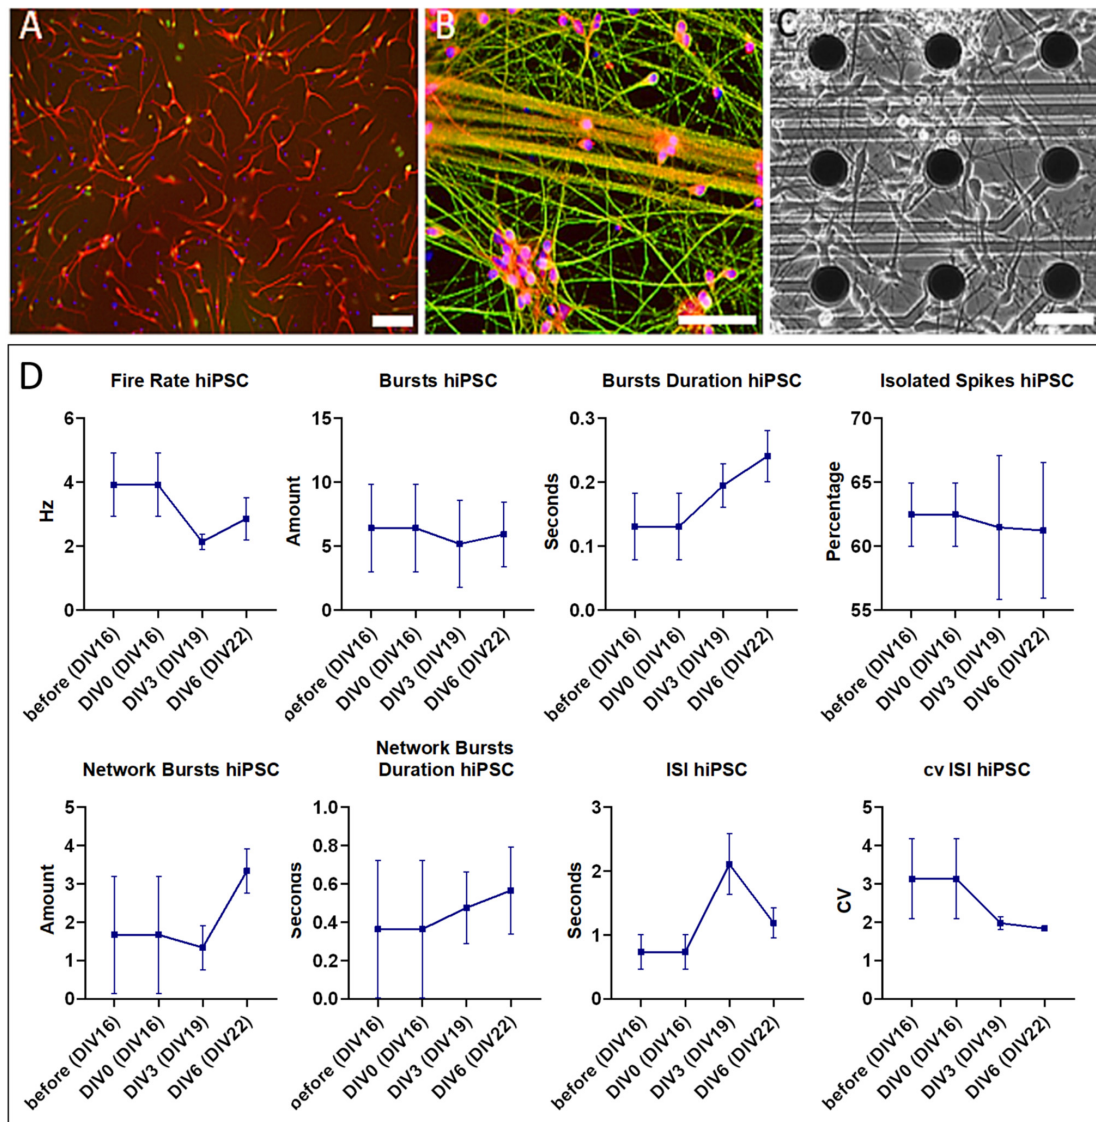 A
B
C
D
Fire Rate hiPSC
Hz
6
4
2
0
before (DIV16)
DIV0 (DIV16)
DIV3 (DIV19)
DIV6 (DIV22)
Bursts hiPSC
Amount
15
10
5
0
before (DIV16)
DIV0 (DIV16)
DIV3 (DIV19)
DIV6 (DIV22)
Bursts Duration hiPSC
Seconds
0.3
0.2
0.1
0.0
before (DIV16)
DIV0 (DIV16)
DIV3 (DIV19)
DIV6 (DIV22)
Isolated Spikes hiPSC
Percentage
70
65
60
55
before (DIV16)
DIV0 (DIV16)
DIV3 (DIV19)
DIV6 (DIV22)
Network Bursts hiPSC
Amount
5
4
3
2
1
0
before (DIV16)
DIV0 (DIV16)
DIV3 (DIV19)
DIV6 (DIV22)
Network Bursts
Duration hiPSC
Seconds
1.0
0.8
0.6
0.4
0.2
0.0
before (DIV16)
DIV0 (DIV16)
DIV3 (DIV19)
DIV6 (DIV22)
ISI hiPSC
Seconds
3
2
1
0
before (DIV16)
DIV0 (DIV16)
DIV3 (DIV19)
DIV6 (DIV22)
cv ISI hiPSC
CV
5
4
3
2
1
0
before (DIV16)
DIV0 (DIV16)
DIV3 (DIV19)
DIV6 (DIV22)